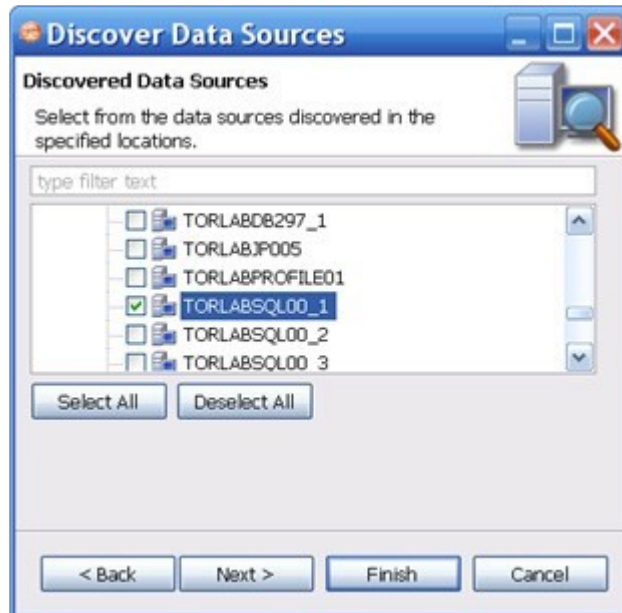 Discover Data Sources
Discovered Data Sources
Select from the data sources discovered in the
specified locations.
type filter text
TORLABDB297_1
TORLABJP005
TORLABPROFILE01
TORLABSQL00_1
TORLABSQL00_2
TORLABSQL00_3
Select All Deselect All
< Back Next > Finish Cancel